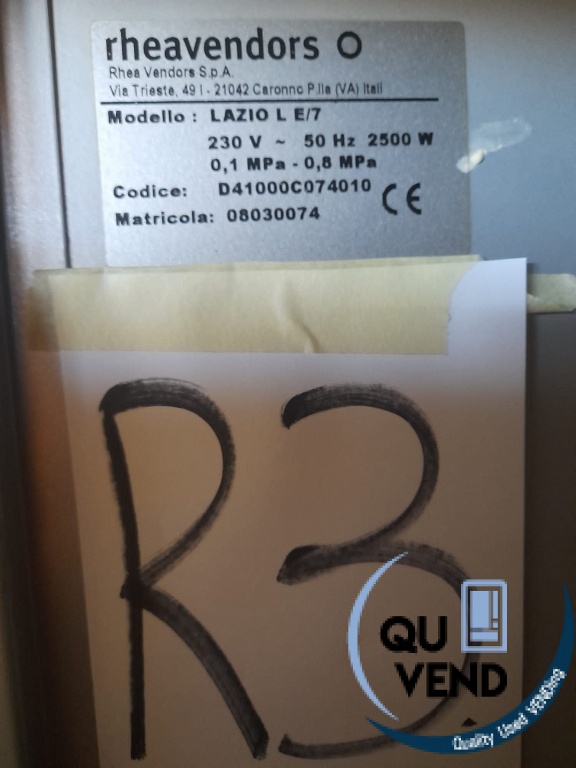 rheavendors
Rhea Vendors S.p.A.
Via Trieste, 49 I - 21042 Caronno P.lla (VA) Itali
Modello : LAZIO L E/7
230 V ~ 50 Hz 2500 W
0,1 MPa - 0,8 MPa
Codice: D41000C074010
CE
Matricola: 08030074
R3
QU
VEND
Quality Used VENDing